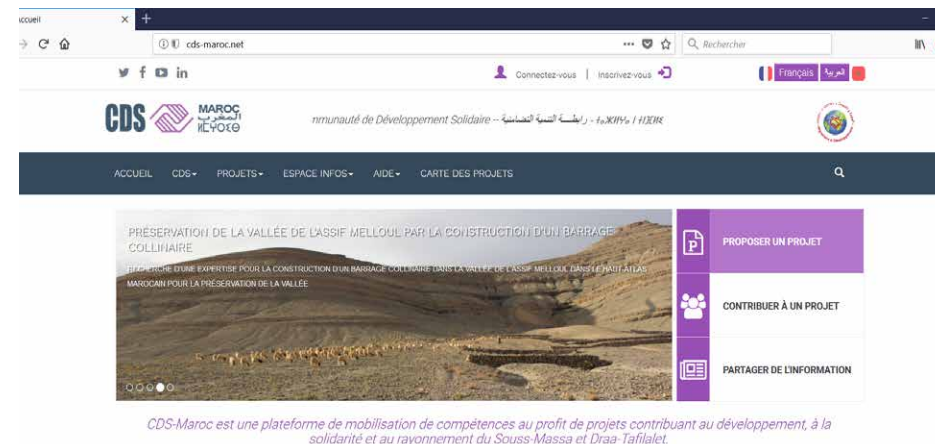 Accueil
cds-maroc.net
Rechercher
Connectez-vous | Inscrivez-vous
Français العربية
CDS MAROC
المغرب
ⵍⵎⵖⵔⵉⴱ
mmunauté de Développement Solidaire -- رابطة التنمية التضامنية -
ACCUEIL CDS PROJETS ESPACE INFOS AIDE CARTE DES PROJETS
PRÉSERVATION DE LA VALLÉE DE L'ASSIF MELLOUL PAR LA CONSTRUCTION D'UN BARRAGE
COLLINAIRE
RECHERCHE D'UNE EXPERTISE POUR LA CONSTRUCTION D'UN BARRAGE COLLINAIRE DANS LA VALLÉE DE L'ASSIF MELLOUL DANS LE HAUT ATLAS
MAROCAIN POUR LA PRÉSERVATION DE LA VALLÉE
PROPOSER UN PROJET
CONTRIBUER À UN PROJET
PARTAGER DE L'INFORMATION
CDS-Maroc est une plateforme de mobilisation de compétences au profit de projets contribuant au développement, à la
solidarité et au rayonnement du Souss-Massa et Draa-Tafilalet.